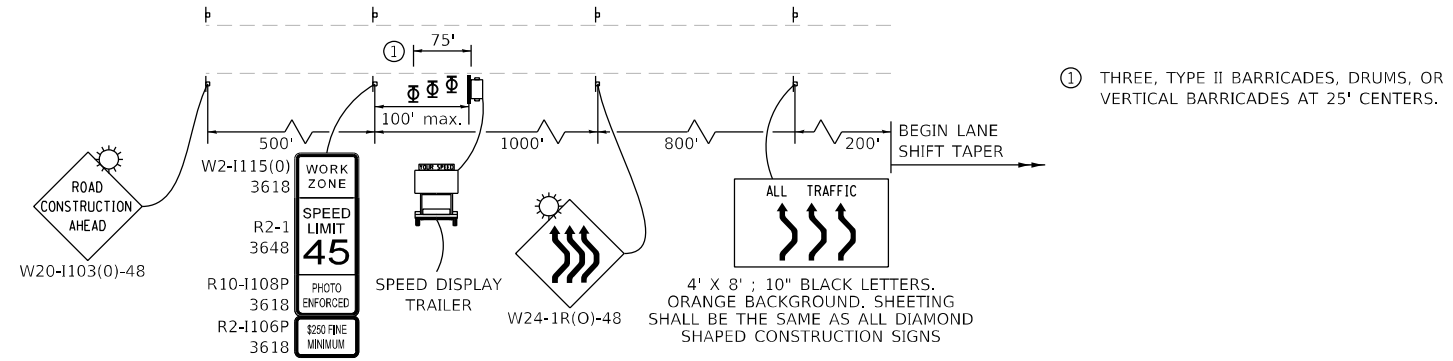 ① 75'
① THREE, TYPE II BARRICADES, DRUMS, OR
VERTICAL BARRICADES AT 25' CENTERS.
100' max.
500'
1000'
800'
200'
BEGIN LANE
SHIFT TAPER
ROAD
CONSTRUCTION
AHEAD
W20-I103(0)-48
W2-I115(0)
3618
WORK
ZONE
R2-1
3648
SPEED
LIMIT
45
R10-I108P
3618
PHOTO
ENFORCED
R2-I106P
3618
$250 FINE
MINIMUM
YOUR SPEED
SPEED DISPLAY
TRAILER
W24-1R(O)-48
ALL TRAFFIC
4' X 8' ; 10" BLACK LETTERS.
ORANGE BACKGROUND. SHEETING
SHALL BE THE SAME AS ALL DIAMOND
SHAPED CONSTRUCTION SIGNS